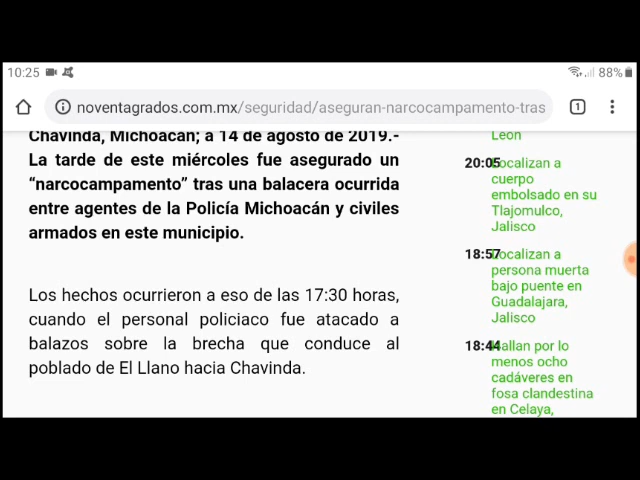 10:25
88%
noventagrados.com.mx/seguridad/aseguran-narcocampamento-tras
1
Chavinda, Michoacán; a 14 de agosto de 2019.-
La tarde de este miércoles fue asegurado un
“narcocampamento” tras una balacera ocurrida
entre agentes de la Policía Michoacán y civiles
armados en este municipio.
Los hechos ocurrieron a eso de las 17:30 horas,
cuando el personal policiaco fue atacado a
balazos sobre la brecha que conduce al
poblado de El Llano hacia Chavinda.
León
20:05 Localizan a
cuerpo
embolsado en su
Tlajomulco,
Jalisco
18:57 Localizan a
persona muerta
bajo puente en
Guadalajara,
Jalisco
18:44 Hallan por lo
menos ocho
cadáveres en
fosa clandestina
en Celaya,